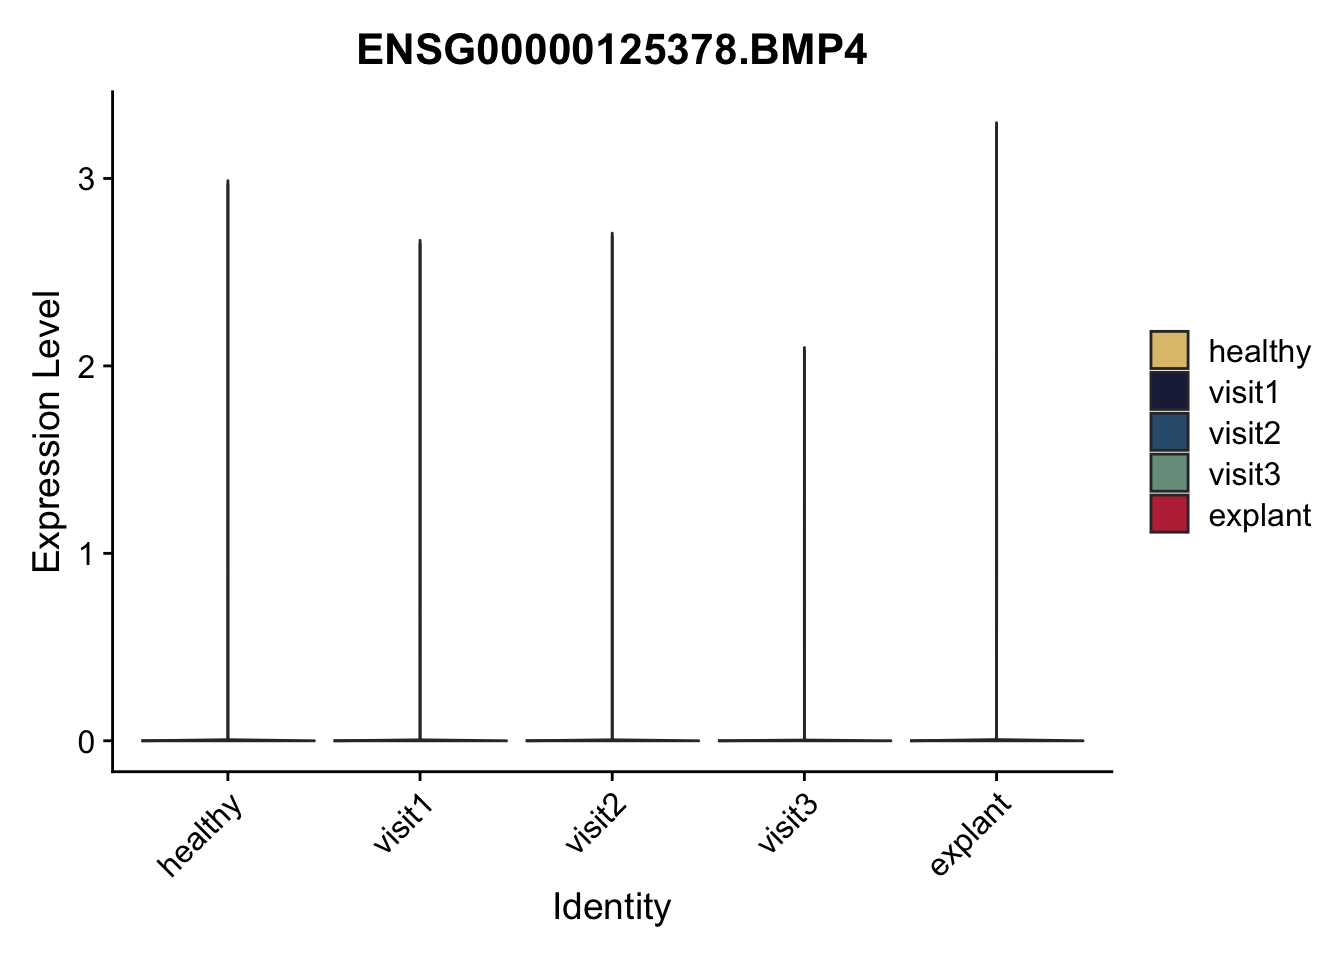 ENSG00000125378.BMP4
Expression Level
3
2
1
0
healthy
visit1
visit2
visit3
explant
Identity
healthy
visit1
visit2
visit3
explant